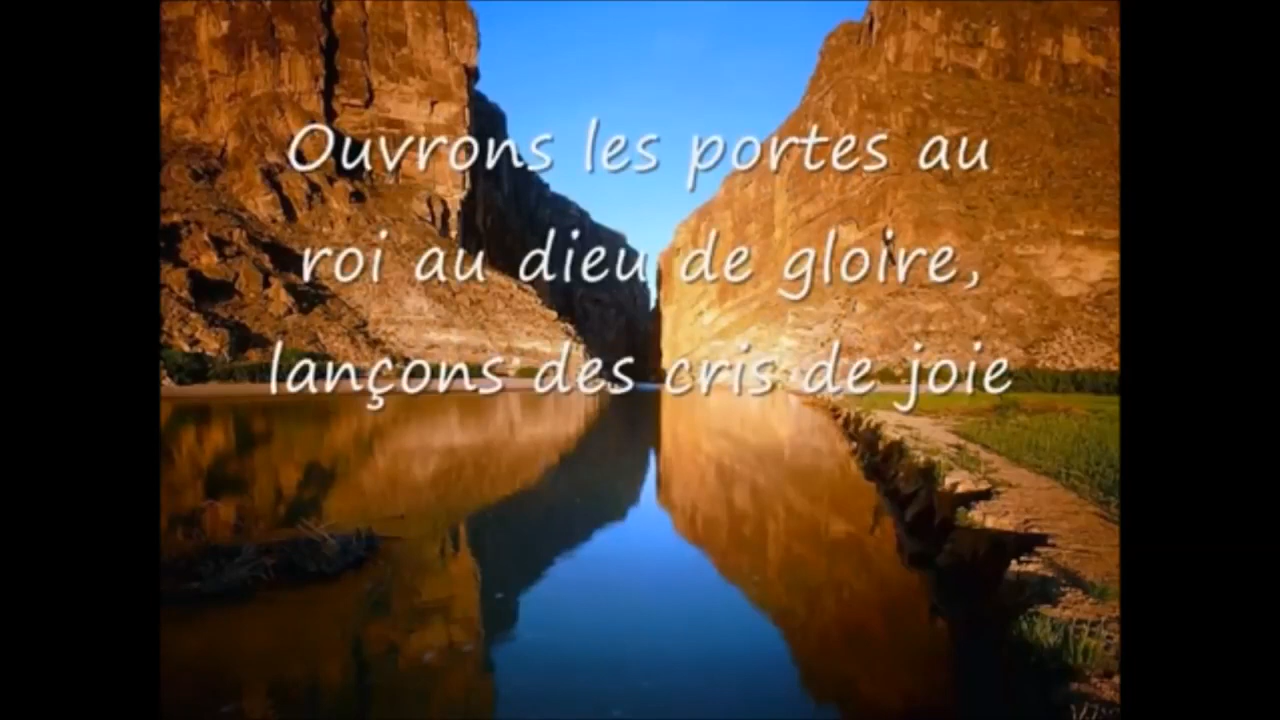 Ouvrons les portes au
roi au dieu de gloire,
lançons des cris de joie